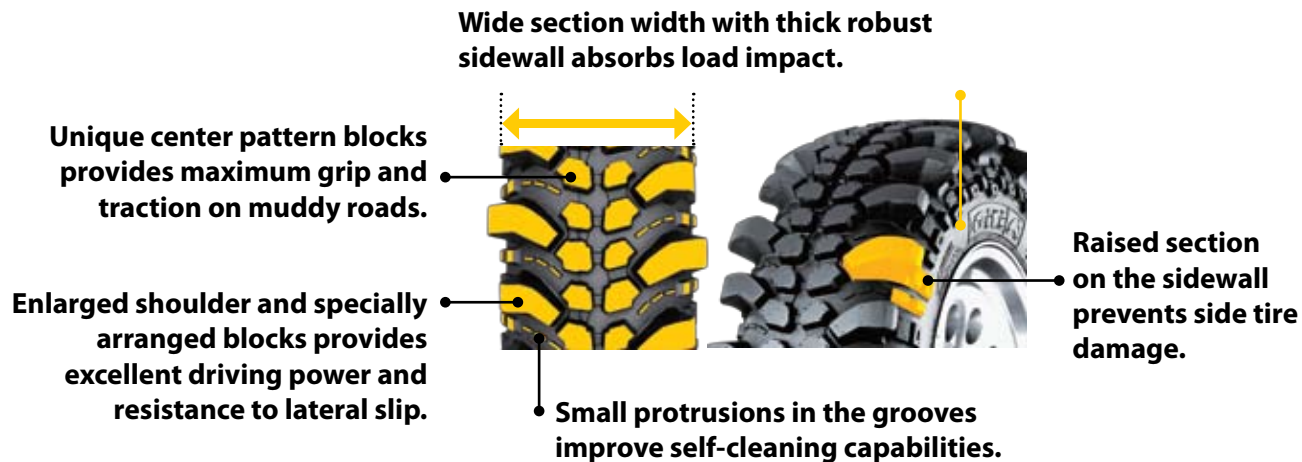 Wide section width with thick robust
sidewall absorbs load impact.
Unique center pattern blocks
provides maximum grip and
traction on muddy roads.
Enlarged shoulder and specially
arranged blocks provides
excellent driving power and
resistance to lateral slip.
Small protrusions in the grooves
improve self-cleaning capabilities.
Raised section
on the sidewall
prevents side tire
damage.